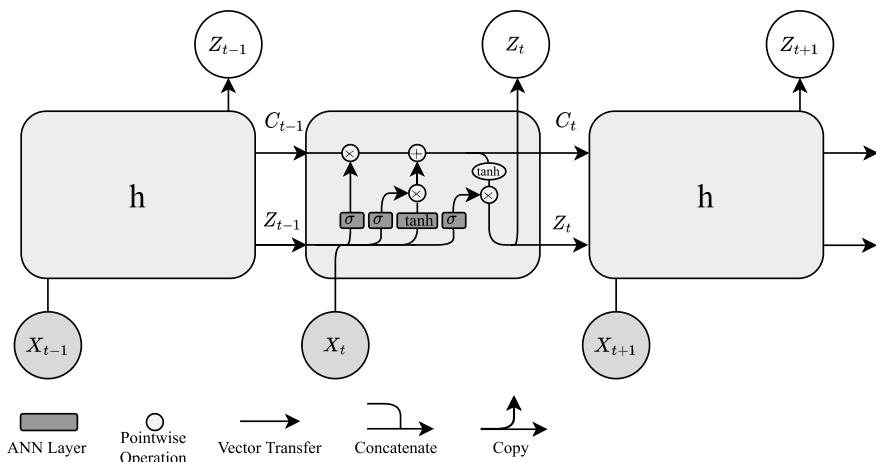 Z_{t-1}
Z_t
Z_{t+1}
C_{t-1}
C_t
×
+
tanh
h
×
×
h
Z_{t-1}
σ
σ
tanh
σ
Z_t
X_{t-1}
X_t
X_{t+1}
ANN Layer
Pointwise
Operation
Vector Transfer
Concatenate
Copy